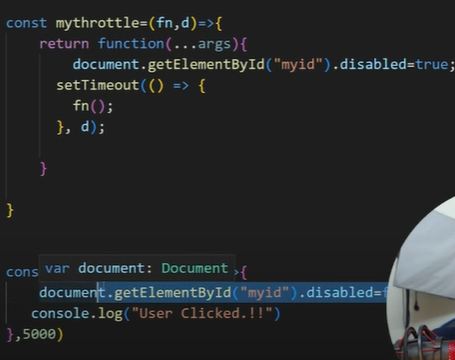 const mythrottle=(fn,d)=>{
return function(...args){
document.getElementById("myid").disabled=true;
setTimeout(() => {
fn();
}, d);
}
}
cons var document: Document >{
document.getElementById("myid").disabled=f
console.log("User Clicked.!!")
},5000)